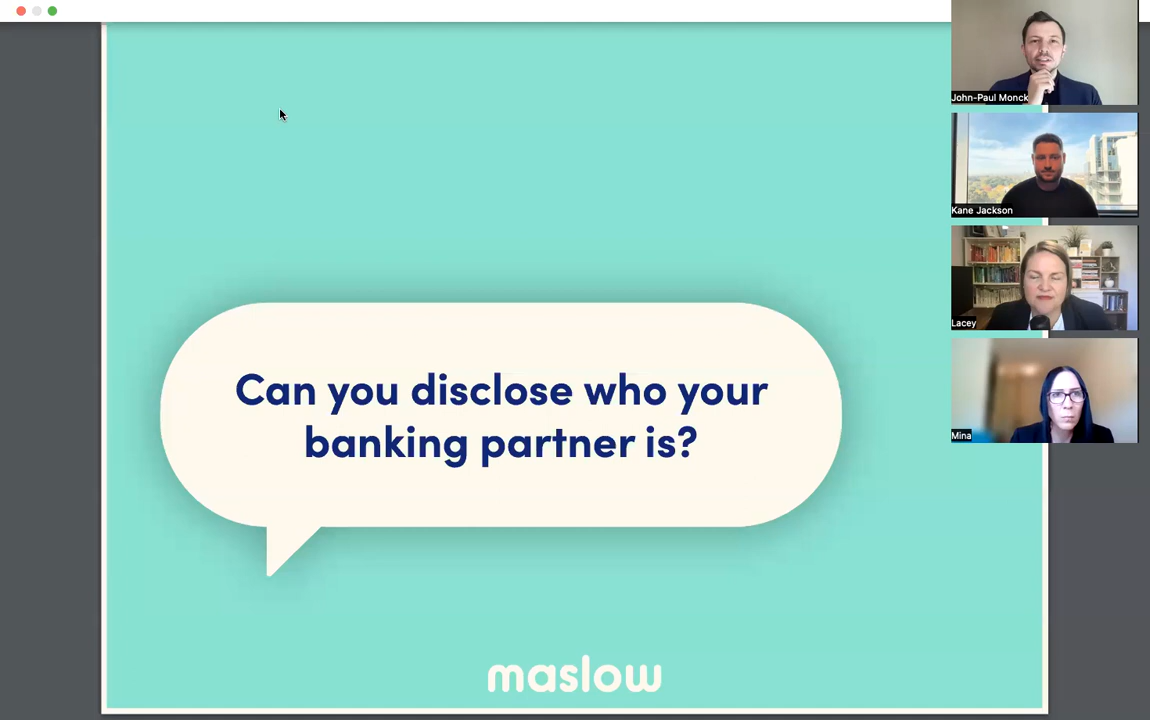 Can you disclose who your
banking partner is?
maslow
John-Paul Monck
Kane Jackson
Lacey
Mina